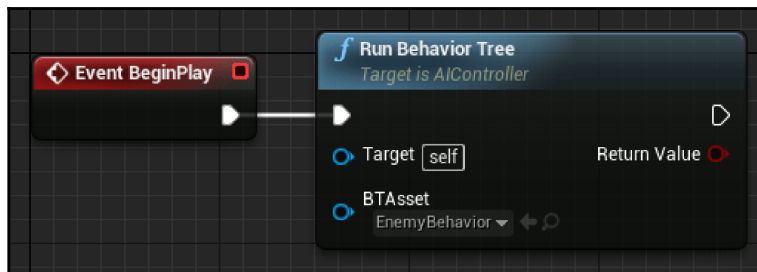 Event BeginPlay
f Run Behavior Tree
Target is AIController
Target self
Return Value
BTAsset
EnemyBehavior